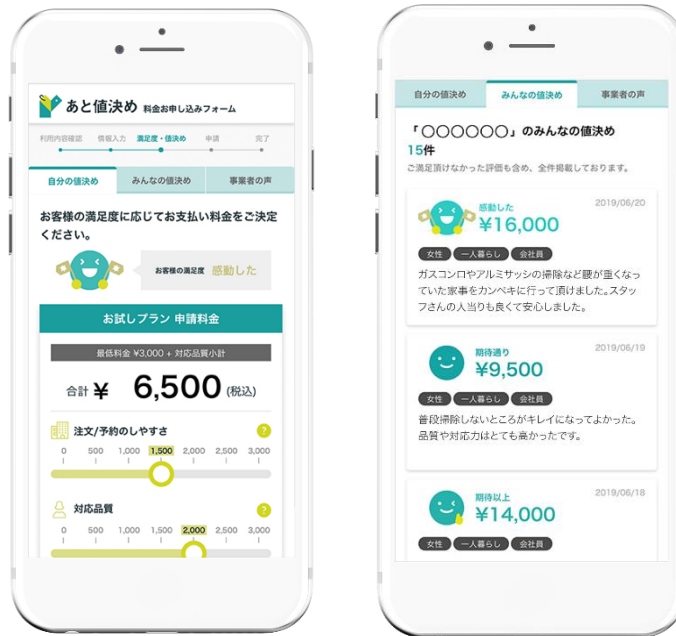 あと値決め 料金お申し込みフォーム
利用内容確認 情報入力 満足度・値決め 申請 完了
自分の値決め みんなの値決め 事業者の声
お客様の満足度に応じてお支払い料金をご決定
ください。
お客様の満足度 感動した
お試しプラン 申請料金
最低料金 ¥3,000 + 対応品質小計
合計 ¥ 6,500 (税込)
注文/予約のしやすさ ?
0 500 1,000 1,500 2,000 2,500 3,000
対応品質 ?
0 500 1,000 1,500 2,000 2,500 3,000
自分の値決め みんなの値決め 事業者の声
「〇〇〇〇〇〇」のみんなの値決め
15件
ご満足頂けなかった評価も含め、全件掲載しております。
感動した 2019/06/20
¥16,000
女性 一人暮らし 会社員
ガスコンロやアルミサッシの掃除など腰が重くなっ
ていた家事をカンペキに行って頂けました。スタッ
フさんの人当りも良くて安心しました。
期待通り 2019/06/19
¥9,500
女性 一人暮らし 会社員
普段掃除しないところがキレイになってよかった。
品質や対応力はとても高かったです。
期待以上 2019/06/18
¥14,000
女性 一人暮らし 会社員